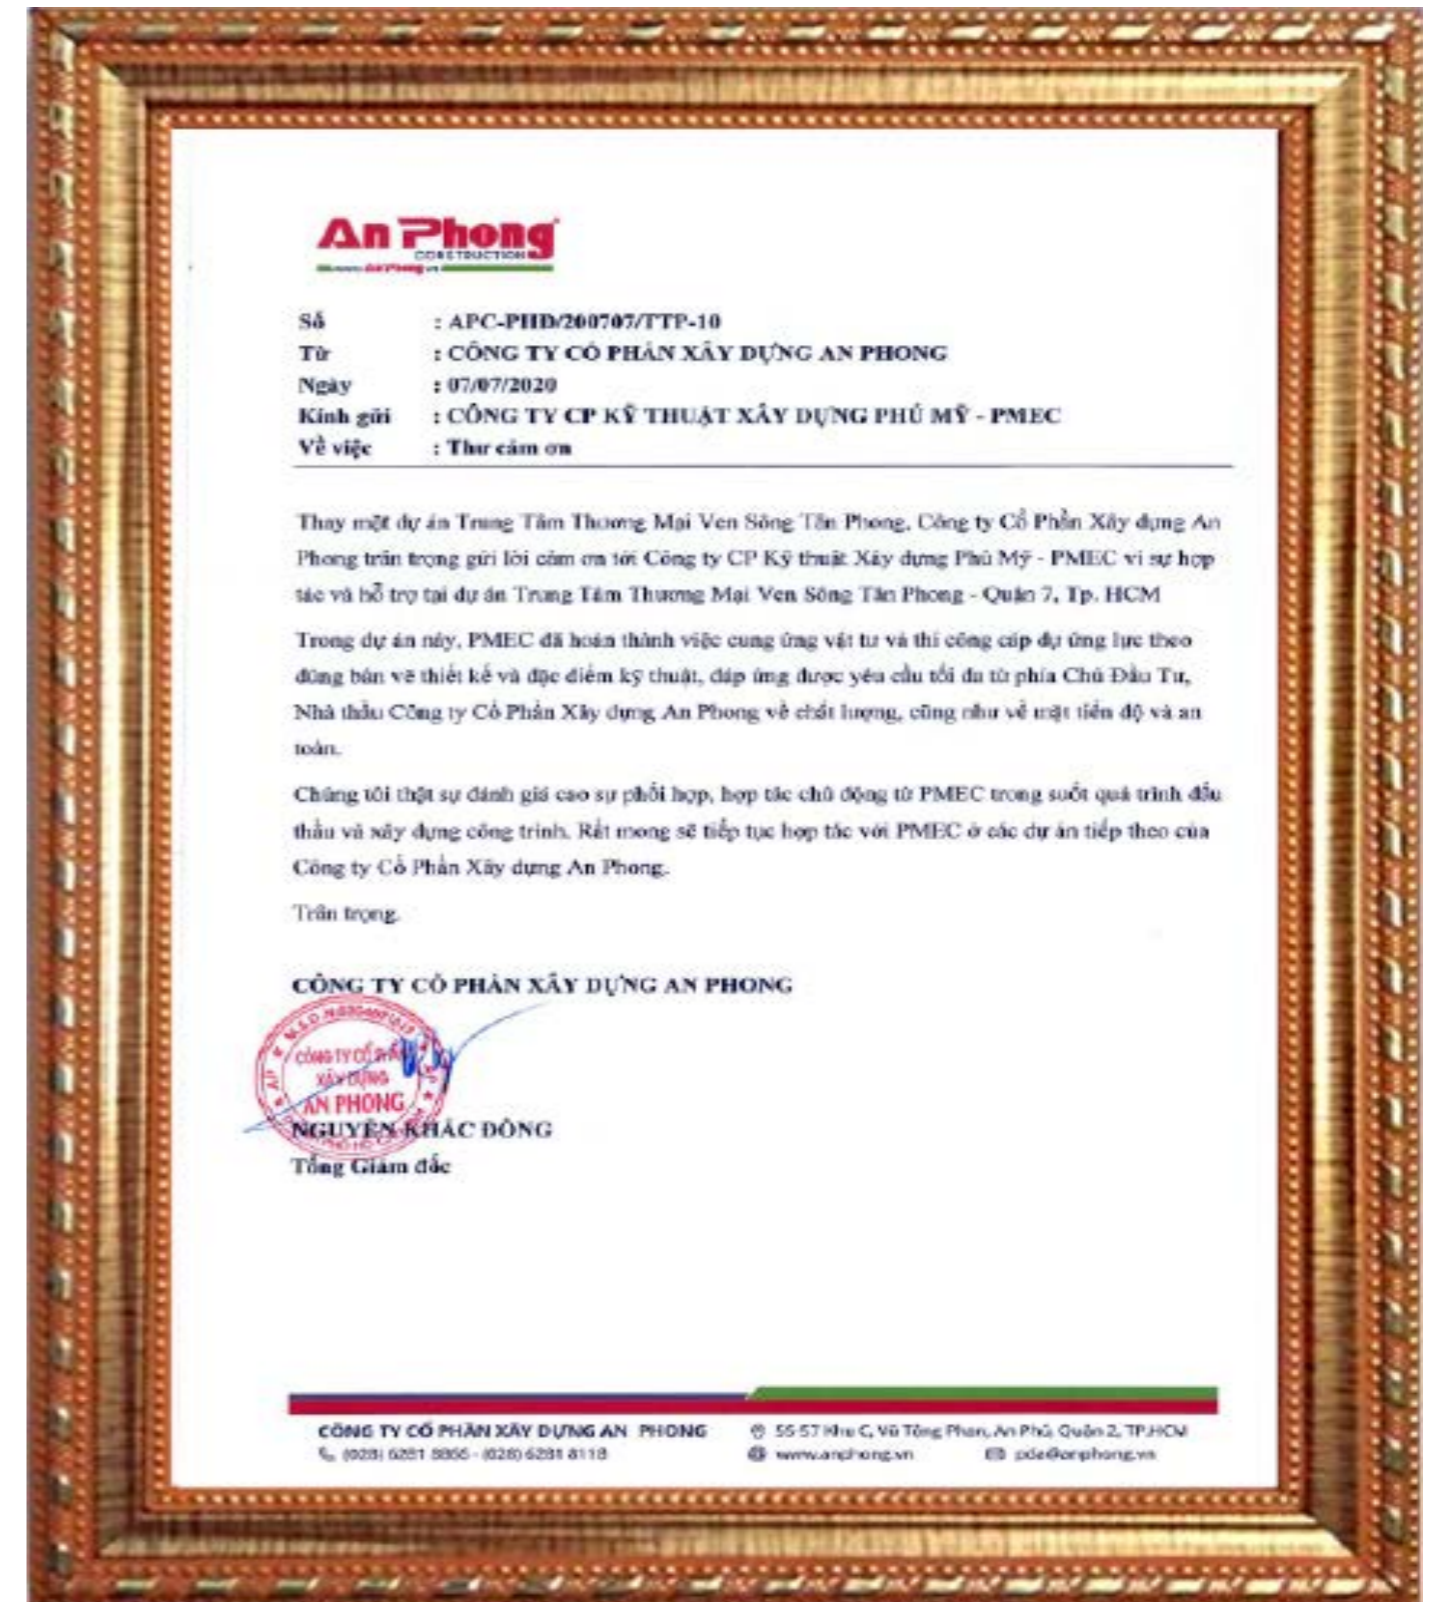 An Phong
CONSTRUCTION
www.AnPhong.vn
Số : APC-PHĐ/200707/TTP-10
Từ : CÔNG TY CỔ PHẦN XÂY DỰNG AN PHONG
Ngày : 07/07/2020
Kính gửi : CÔNG TY CP KỸ THUẬT XÂY DỰNG PHÚ MỸ - PMEC
Về việc : Thư cảm ơn
Thay mặt dự án Trung Tâm Thương Mại Ven Sông Tân Phong, Công ty Cổ Phần Xây dựng An
Phong trân trọng gửi lời cảm ơn tới Công ty CP Kỹ thuật Xây dựng Phú Mỹ - PMEC vì sự hợp
tác và hỗ trợ tại dự án Trung Tâm Thương Mại Ven Sông Tân Phong - Quận 7, Tp. HCM
Trong dự án này, PMEC đã hoàn thành việc cung ứng vật tư và thi công cáp dự ứng lực theo
đúng bản vẽ thiết kế và đặc điểm kỹ thuật, đáp ứng được yêu cầu tối đa từ phía Chủ Đầu Tư,
Nhà thầu Công ty Cổ Phần Xây dựng An Phong về chất lượng, cũng như về mặt tiến độ và an
toàn.
Chúng tôi thật sự đánh giá cao sự phối hợp, hợp tác chủ động từ PMEC trong suốt quá trình đấu
thầu và xây dựng công trình. Rất mong sẽ tiếp tục hợp tác với PMEC ở các dự án tiếp theo của
Công ty Cổ Phần Xây dựng An Phong.
Trân trọng.
CÔNG TY CỔ PHẦN XÂY DỰNG AN PHONG
CÔNG TY CỔ PHẦN
XÂY DỰNG
AN PHONG
NGUYỄN KHẮC ĐỒNG
Tổng Giám đốc
CÔNG TY CỔ PHẦN XÂY DỰNG AN PHONG
55-57 Khu C, Vũ Tông Phan, An Phú, Quận 2, TP.HCM
(028) 6281 8866 - (028) 6281 8118
www.anphong.vn